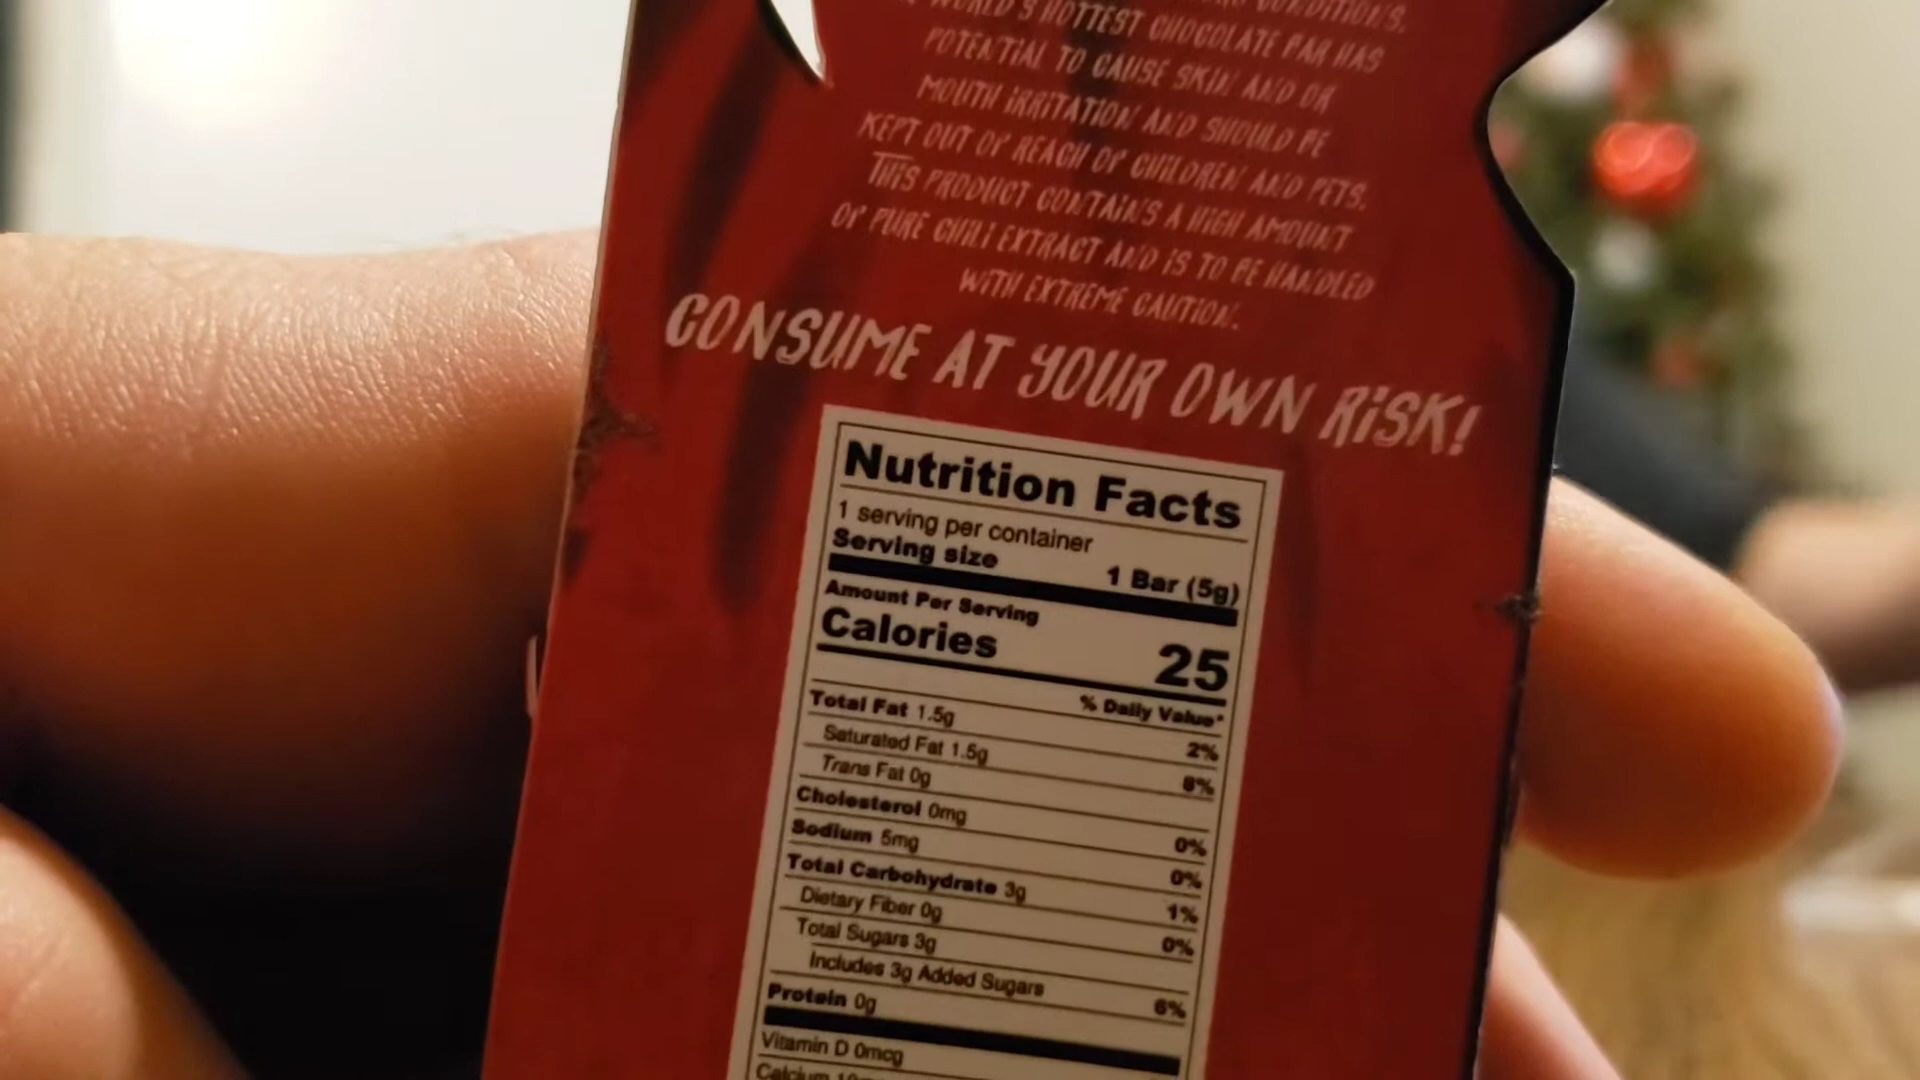 CONDITIONS.
WORLD'S HOTTEST CHOCOLATE BAR HAS
POTENTIAL TO CAUSE SKIN AND OR
MOUTH IRRITATION AND SHOULD BE
KEPT OUT OF REACH OF CHILDREN AND PETS.
THIS PRODUCT CONTAINS A HIGH AMOUNT
OF PURE CHILI EXTRACT AND IS TO BE HANDLED
WITH EXTREME CAUTION.
CONSUME AT YOUR OWN RISK!
Nutrition Facts
1 serving per container
Serving size 1 Bar (5g)
Amount Per Serving
Calories 25
% Daily Value*
Total Fat 1.5g 2%
Saturated Fat 1.5g 8%
Trans Fat 0g
Cholesterol 0mg 0%
Sodium 5mg 0%
Total Carbohydrate 3g 1%
Dietary Fiber 0g 0%
Total Sugars 3g
Includes 3g Added Sugars 6%
Protein 0g
Vitamin D 0mcg
Calcium